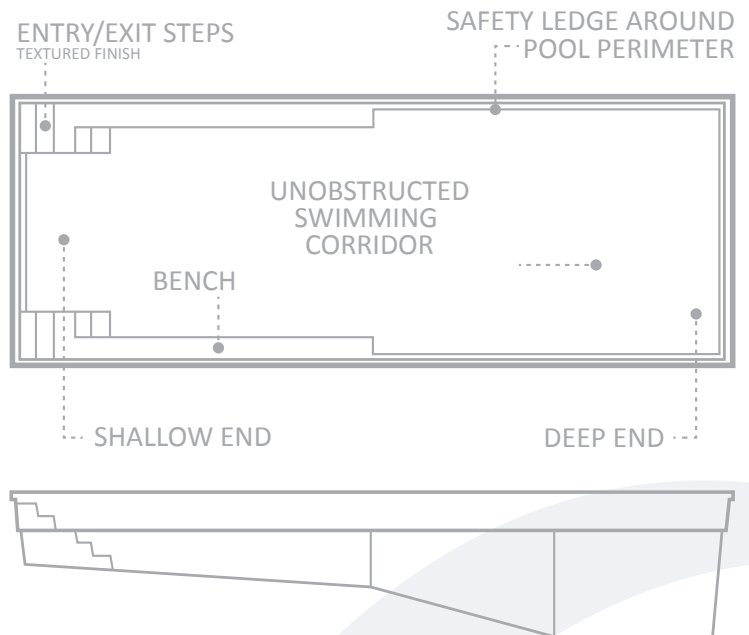 ENTRY/EXIT STEPS
TEXTURED FINISH
SAFETY LEDGE AROUND
POOL PERIMETER
UNOBSTRUCTED
SWIMMING
CORRIDOR
BENCH
SHALLOW END
DEEP END